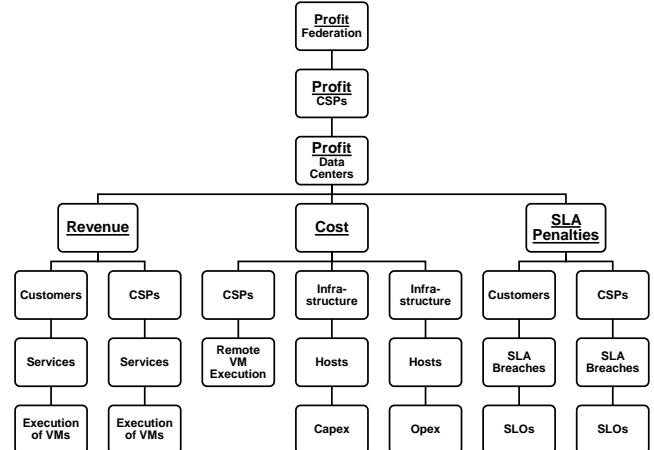 Profit
Federation
Profit
CSPs
Profit
Data
Centers
Revenue
Cost
SLA
Penalties
Customers
CSPs
CSPs
Infra-
structure
Infra-
structure
Customers
CSPs
Services
Services
Remote
VM
Execution
Hosts
Hosts
SLA
Breaches
SLA
Breaches
Execution
of VMs
Execution
of VMs
Capex
Opex
SLOs
SLOs